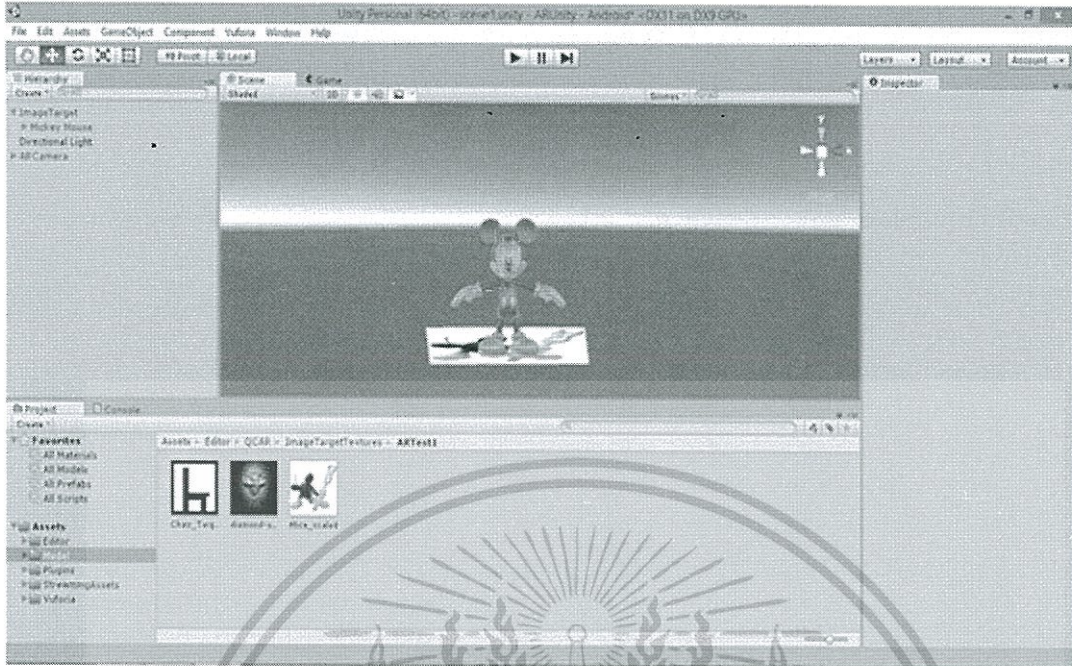 Unity Personal (64bit) - scene1.unity - ARUnity - Android* <DX11 on DX9 GPU>
File Edit Assets GameObject Component Vuforia Window Help
Pivot Local
Layers Layout Account
Hierarchy
Create
ImageTarget
Mickey Mouse
Directional Light
ARCamera
Scene Game
Shaded 2D Gizmos
Inspector
Project Console
Create
Favorites
All Materials
All Models
All Prefabs
All Scripts
Assets
Editor
Plugins
StreamingAssets
Vuforia
Assets Editor QCAR ImageTargetTextures ARTest1
Chair_Targ... Mice_scaled